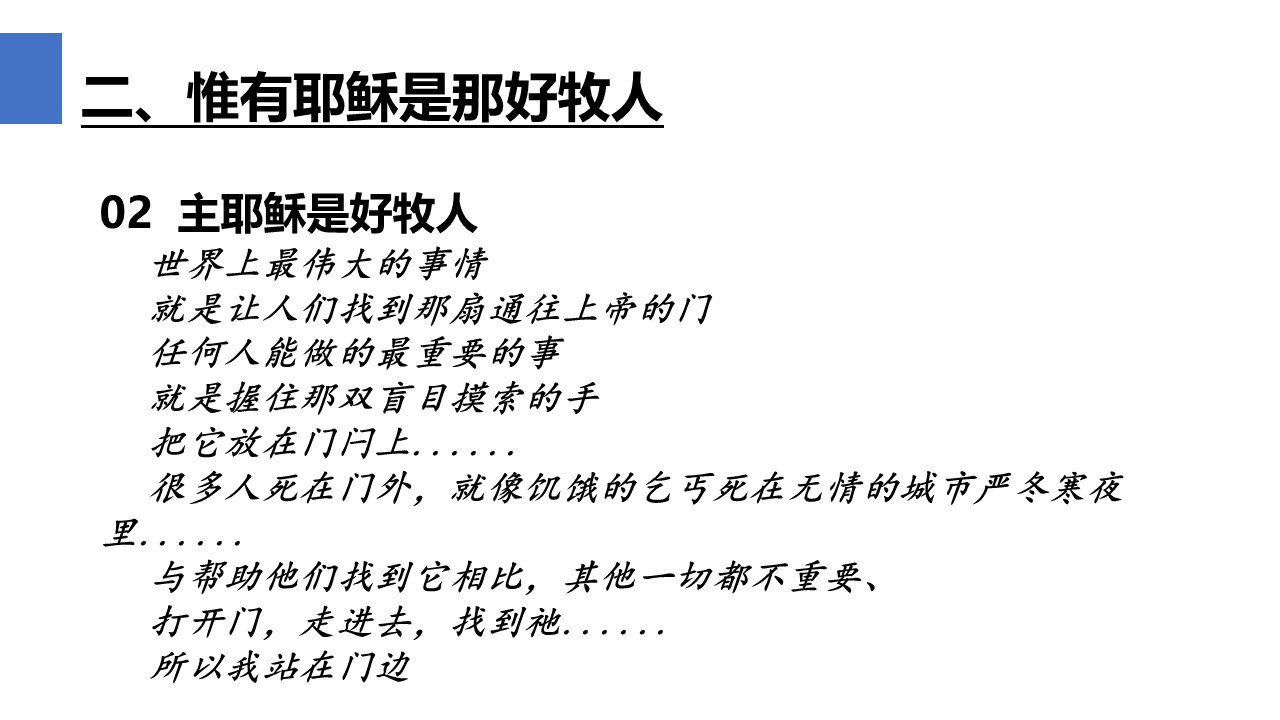 二、惟有耶稣是那好牧人
02 主耶稣是好牧人
世界上最伟大的事情
就是让人们找到那扇通往上帝的门
任何人能做的最重要的事
就是握住那双盲目摸索的手
把它放在门闩上......
很多人死在门外，就像饥饿的乞丐死在无情的城市严冬寒夜
里......
与帮助他们找到它相比，其他一切都不重要、
打开门，走进去，找到祂......
所以我站在门边